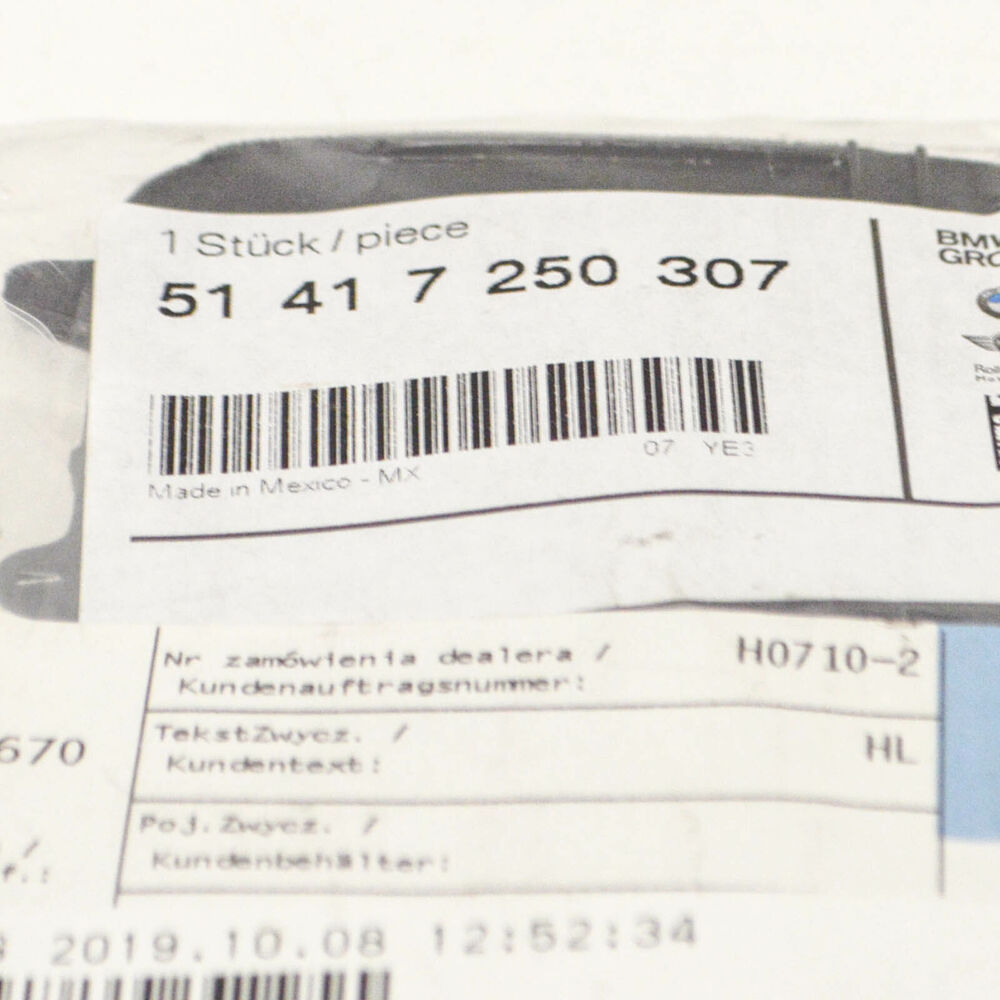 1 Stück / piece
51 41 7 250 307
07 YE3
Made in Mexico - MX
BMW
GRO
Nr zamówienia dealera / H0710-2
Kundenauftragsnummer:
TekstZwycz. / HL
Kundentext:
670
Poj.Zwycz. /
Kundenbehälter:
/
f.:
2019.10.08 12:52:34